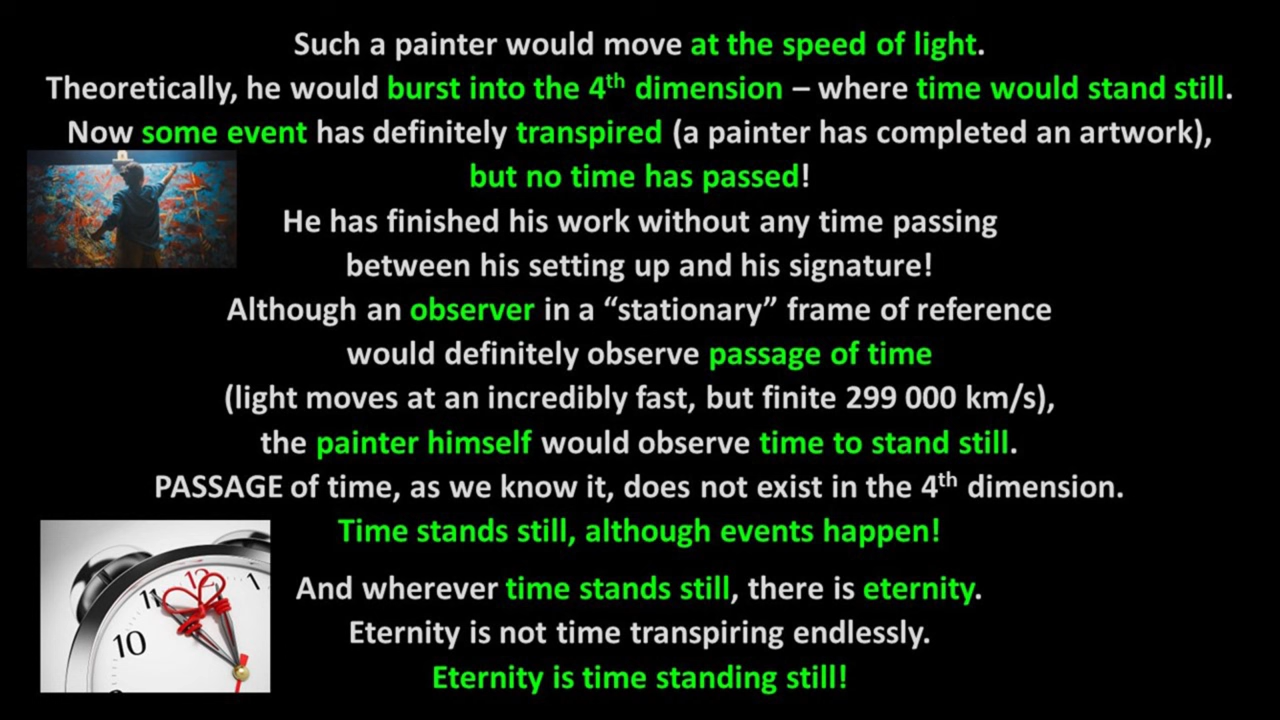 Such a painter would move at the speed of light.
Theoretically, he would burst into the 4th dimension – where time would stand still.
Now some event has definitely transpired (a painter has completed an artwork),
but no time has passed!
He has finished his work without any time passing
between his setting up and his signature!
Although an observer in a “stationary” frame of reference
would definitely observe passage of time
(light moves at an incredibly fast, but finite 299 000 km/s),
the painter himself would observe time to stand still.
PASSAGE of time, as we know it, does not exist in the 4th dimension.
Time stands still, although events happen!
And wherever time stands still, there is eternity.
Eternity is not time transpiring endlessly.
Eternity is time standing still!
10
11
12
1